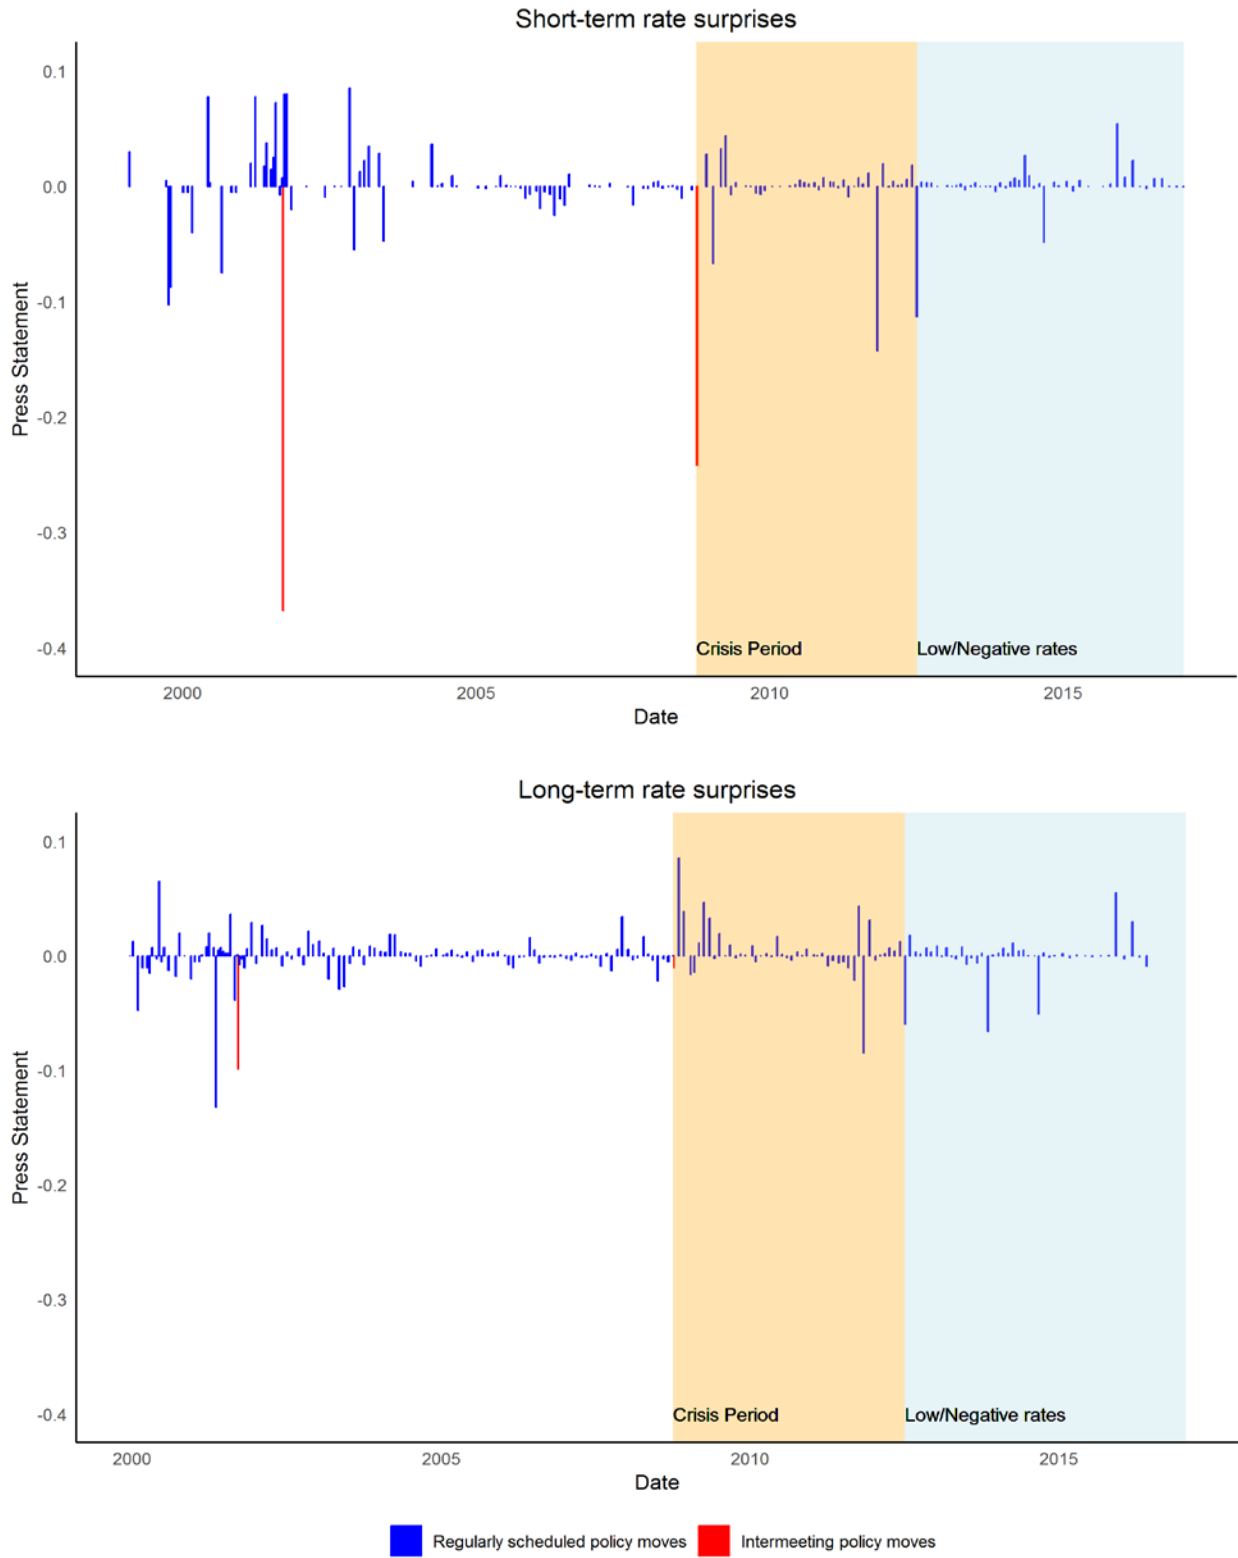 Short-term rate surprises
0.1
0.0
-0.1
-0.2
-0.3
-0.4
Press Statement
Crisis Period
Low/Negative rates
2000
2005
2010
2015
Date
Long-term rate surprises
0.1
0.0
-0.1
-0.2
-0.3
-0.4
Press Statement
Crisis Period
Low/Negative rates
2000
2005
2010
2015
Date
Regularly scheduled policy moves
Intermeeting policy moves